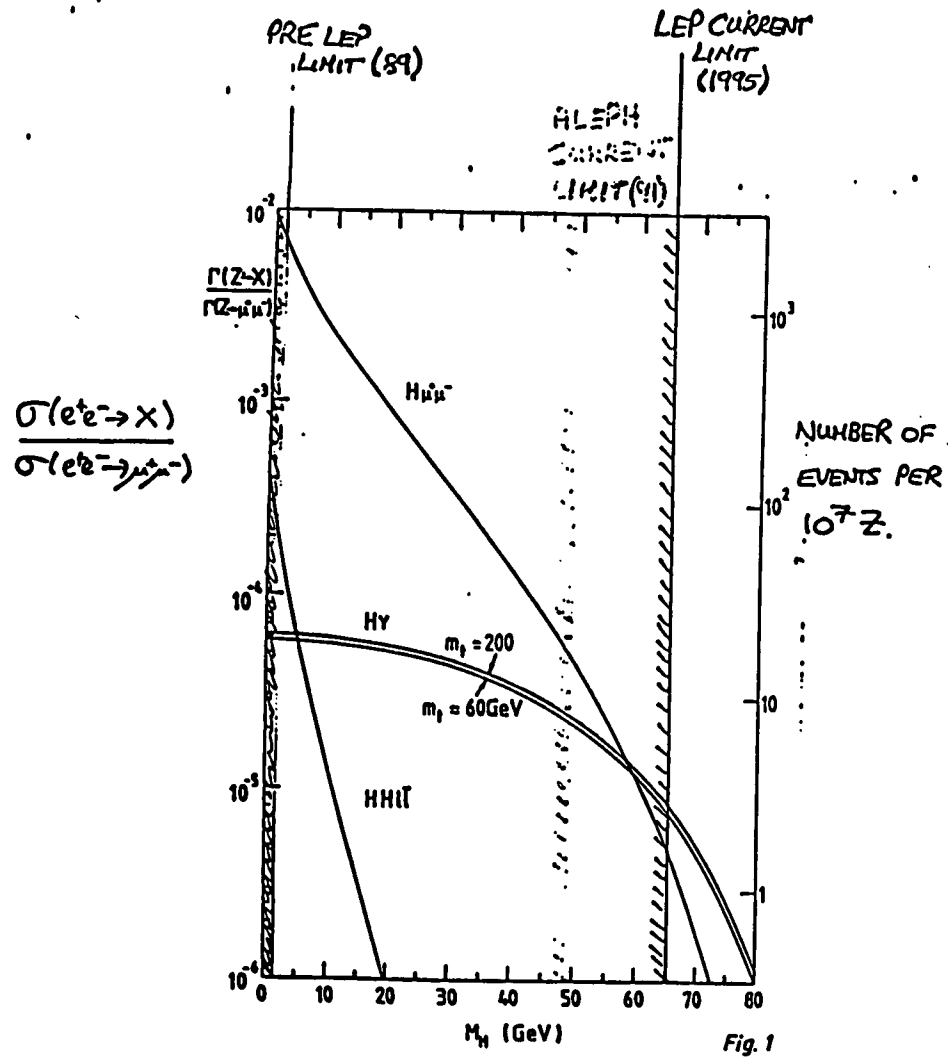 PRE LEP
LIMIT (89)
LEP CURRENT
LIMIT
(1995)
ALEPH
CURRENT
LIMIT (91)
10⁻²
Γ(Z→X)
Γ(Z→μ⁺μ⁻)
10³
Hμ⁺μ⁻
10⁻³
σ(e⁺e⁻→X)
σ(e⁺e⁻→μ⁺μ⁻)
NUMBER OF
EVENTS PER
10⁷ Z.
10²
10⁻⁴
Hγ
mₜ = 200
mₜ = 60GeV
10
10⁻⁵
HHll̄
1
10⁻⁶
0 10 20 30 40 50 60 70 80
M_H (GeV)
Fig. 1